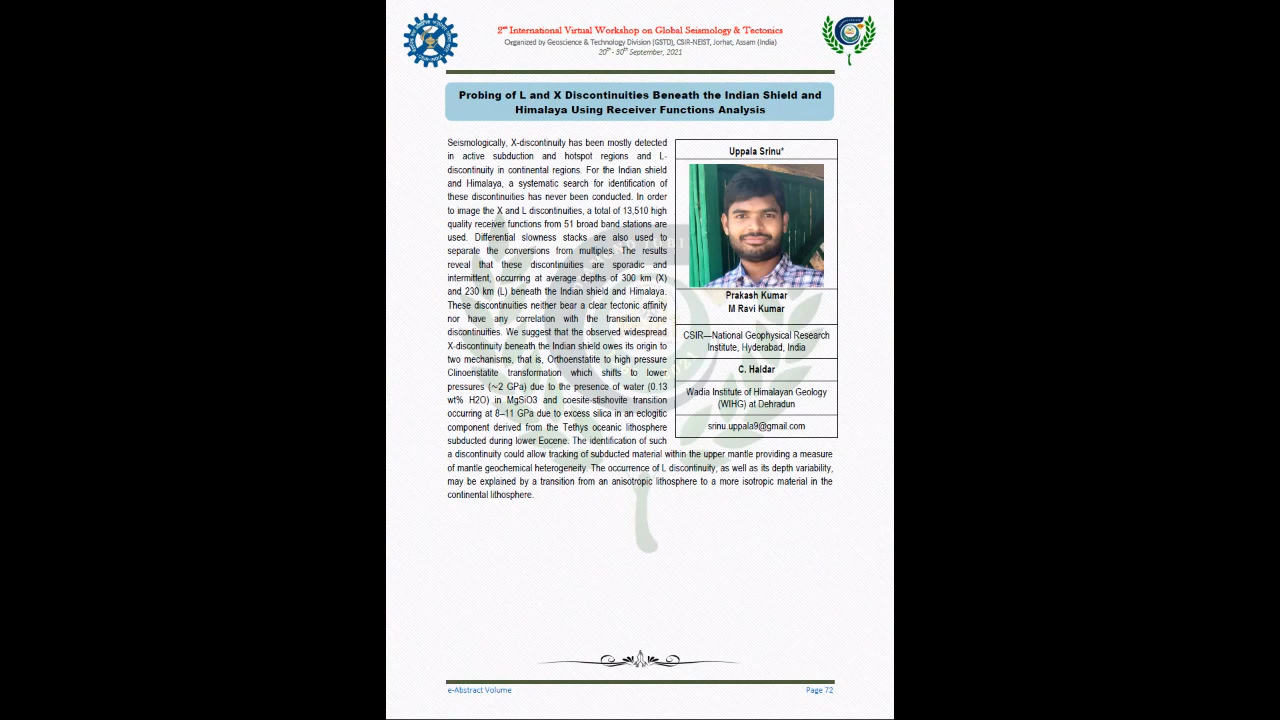 2nd International Virtual Workshop on Global Seismology & Tectonics
Organized by Geoscience & Technology Division (GSTD), CSIR-NEIST, Jorhat, Assam (India)
20th - 30th September, 2021
Probing of L and X Discontinuities Beneath the Indian Shield and
Himalaya Using Receiver Functions Analysis
Seismologically, X-discontinuity has been mostly detected
in active subduction and hotspot regions and L-
discontinuity in continental regions. For the Indian shield
and Himalaya, a systematic search for identification of
these discontinuities has never been conducted. In order
to image the X and L discontinuities, a total of 13,510 high
quality receiver functions from 51 broad band stations are
used. Differential slowness stacks are also used to
separate the conversions from multiples. The results
reveal that these discontinuities are sporadic and
intermittent, occurring at average depths of 300 km (X)
and 230 km (L) beneath the Indian shield and Himalaya.
These discontinuities neither bear a clear tectonic affinity
nor have any correlation with the transition zone
discontinuities. We suggest that the observed widespread
X-discontinuity beneath the Indian shield owes its origin to
two mechanisms, that is, Orthoenstatite to high pressure
Clinoenstatite transformation which shifts to lower
pressures (~2 GPa) due to the presence of water (0.13
wt% H2O) in MgSiO3 and coesite-stishovite transition
occurring at 8–11 GPa due to excess silica in an eclogitic
component derived from the Tethys oceanic lithosphere
subducted during lower Eocene. The identification of such
a discontinuity could allow tracking of subducted material within the upper mantle providing a measure
of mantle geochemical heterogeneity. The occurrence of L discontinuity, as well as its depth variability,
may be explained by a transition from an anisotropic lithosphere to a more isotropic material in the
continental lithosphere.
Uppala Srinu*
Prakash Kumar
M Ravi Kumar
CSIR—National Geophysical Research
Institute, Hyderabad, India
C. Haldar
Wadia Institute of Himalayan Geology
(WIHG) at Dehradun
srinu.uppala9@gmail.com
e-Abstract Volume
Page 72